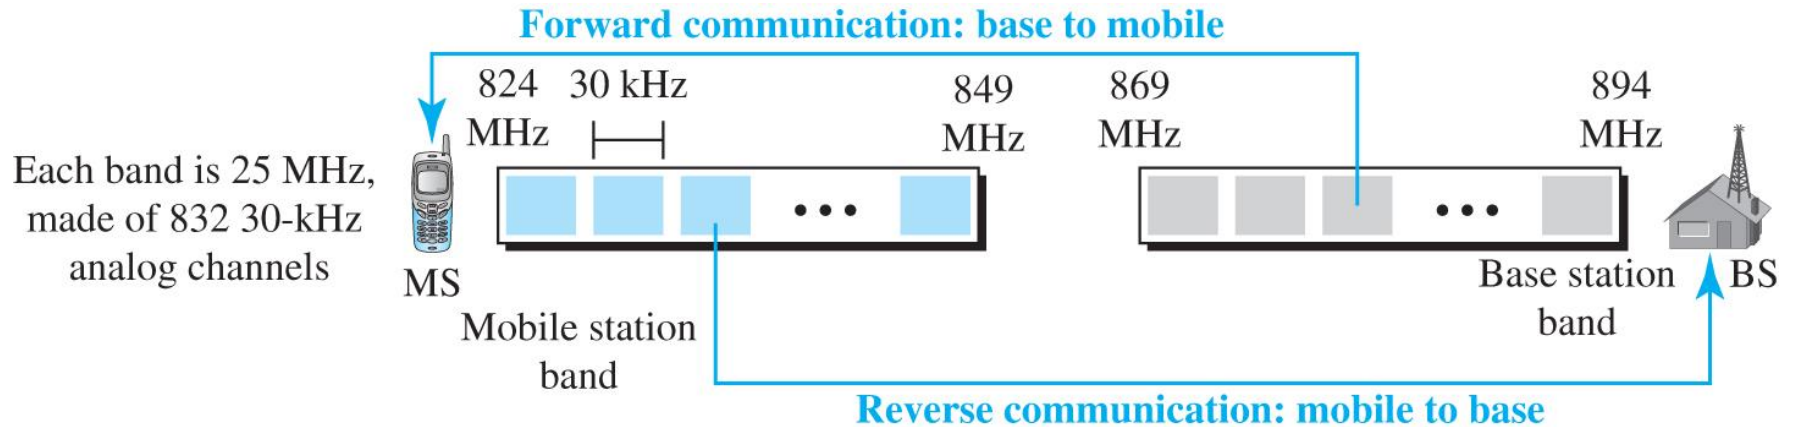 Forward communication: base to mobile
824
MHz
30 kHz
849
MHz
869
MHz
894
MHz
Each band is 25 MHz,
made of 832 30-kHz
analog channels
MS
Mobile station
band
Base station
band
BS
Reverse communication: mobile to base